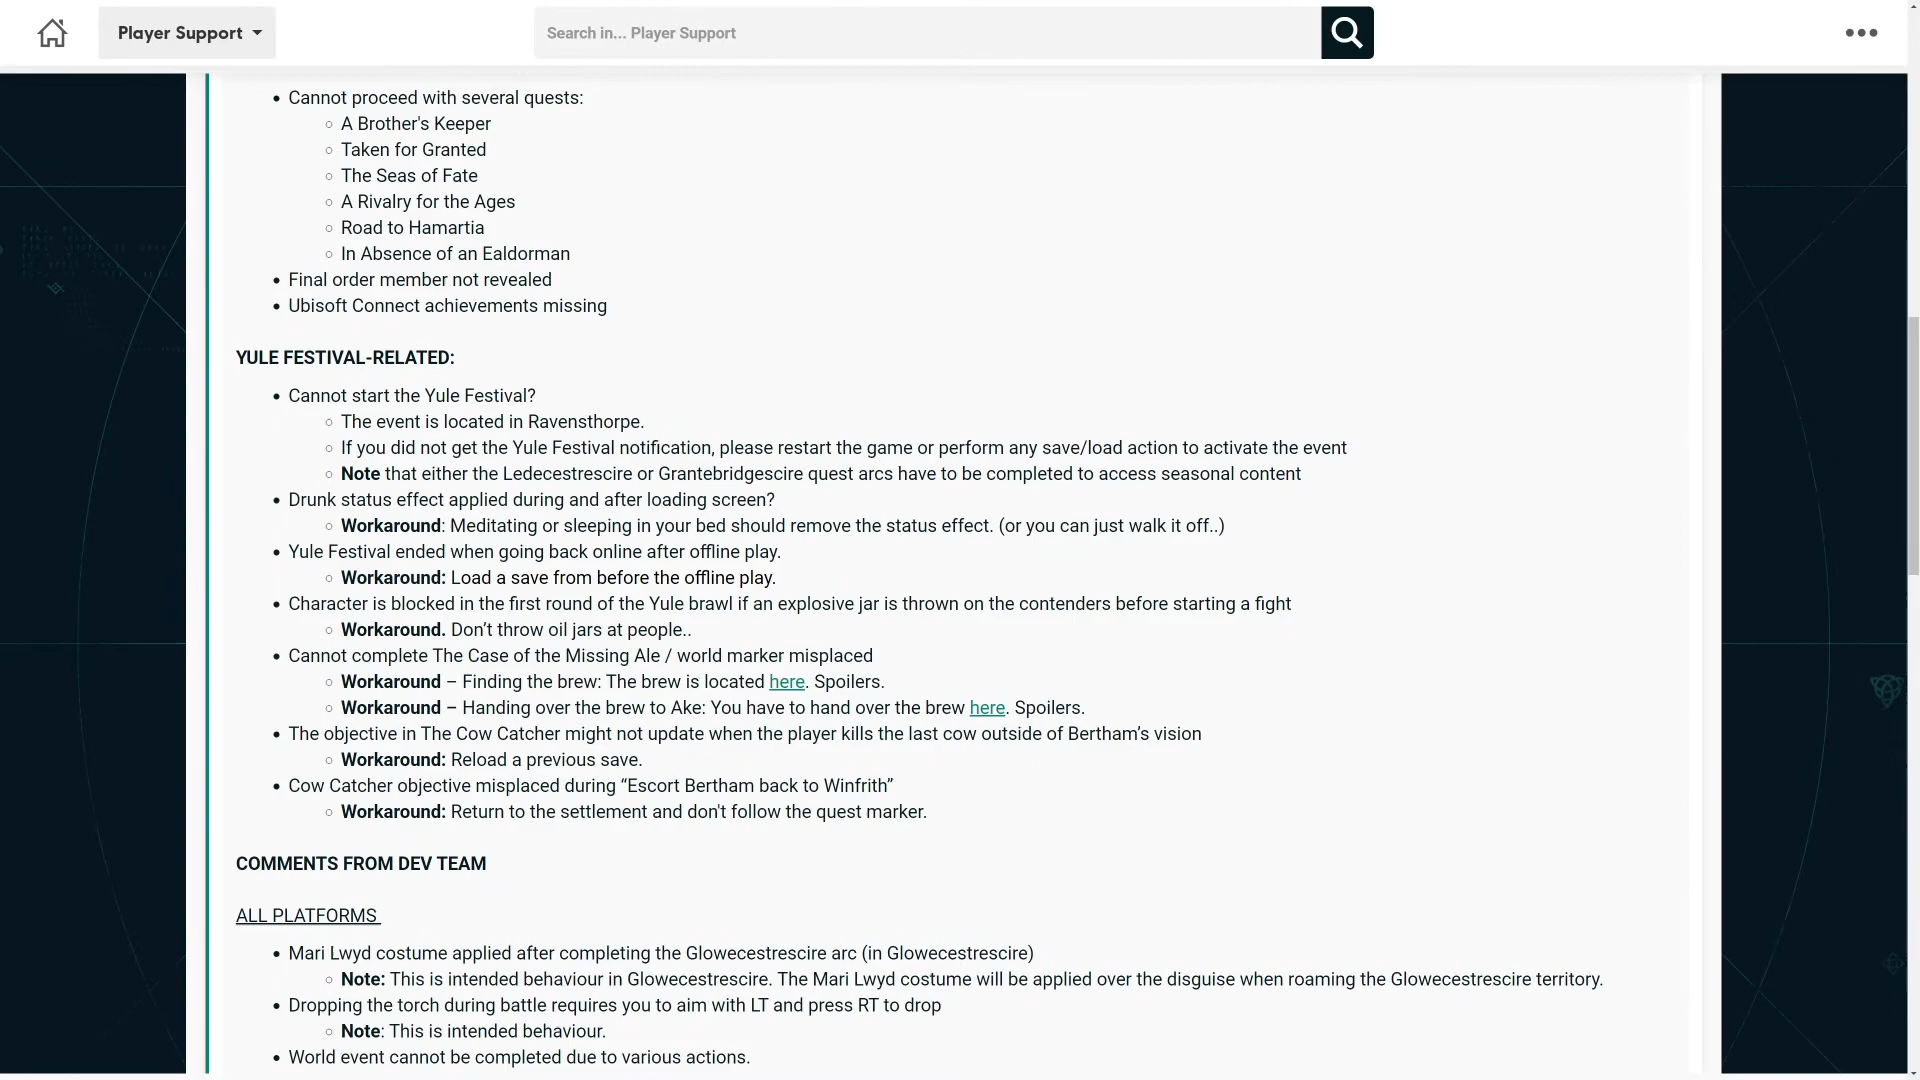 Player Support
Search in... Player Support
Cannot proceed with several quests:
A Brother's Keeper
Taken for Granted
The Seas of Fate
A Rivalry for the Ages
Road to Hamartia
In Absence of an Ealdorman
Final order member not revealed
Ubisoft Connect achievements missing
YULE FESTIVAL-RELATED:
Cannot start the Yule Festival?
The event is located in Ravensthorpe.
If you did not get the Yule Festival notification, please restart the game or perform any save/load action to activate the event
Note that either the Ledecestrescire or Grantebridgescire quest arcs have to be completed to access seasonal content
Drunk status effect applied during and after loading screen?
Workaround: Meditating or sleeping in your bed should remove the status effect. (or you can just walk it off..)
Yule Festival ended when going back online after offline play.
Workaround: Load a save from before the offline play.
Character is blocked in the first round of the Yule brawl if an explosive jar is thrown on the contenders before starting a fight
Workaround. Don’t throw oil jars at people..
Cannot complete The Case of the Missing Ale / world marker misplaced
Workaround – Finding the brew: The brew is located here. Spoilers.
Workaround – Handing over the brew to Ake: You have to hand over the brew here. Spoilers.
The objective in The Cow Catcher might not update when the player kills the last cow outside of Bertham’s vision
Workaround: Reload a previous save.
Cow Catcher objective misplaced during “Escort Bertham back to Winfrith”
Workaround: Return to the settlement and don't follow the quest marker.
COMMENTS FROM DEV TEAM
ALL PLATFORMS
Mari Lwyd costume applied after completing the Glowecestrescire arc (in Glowecestrescire)
Note: This is intended behaviour in Glowecestrescire. The Mari Lwyd costume will be applied over the disguise when roaming the Glowecestrescire territory.
Dropping the torch during battle requires you to aim with LT and press RT to drop
Note: This is intended behaviour.
World event cannot be completed due to various actions.